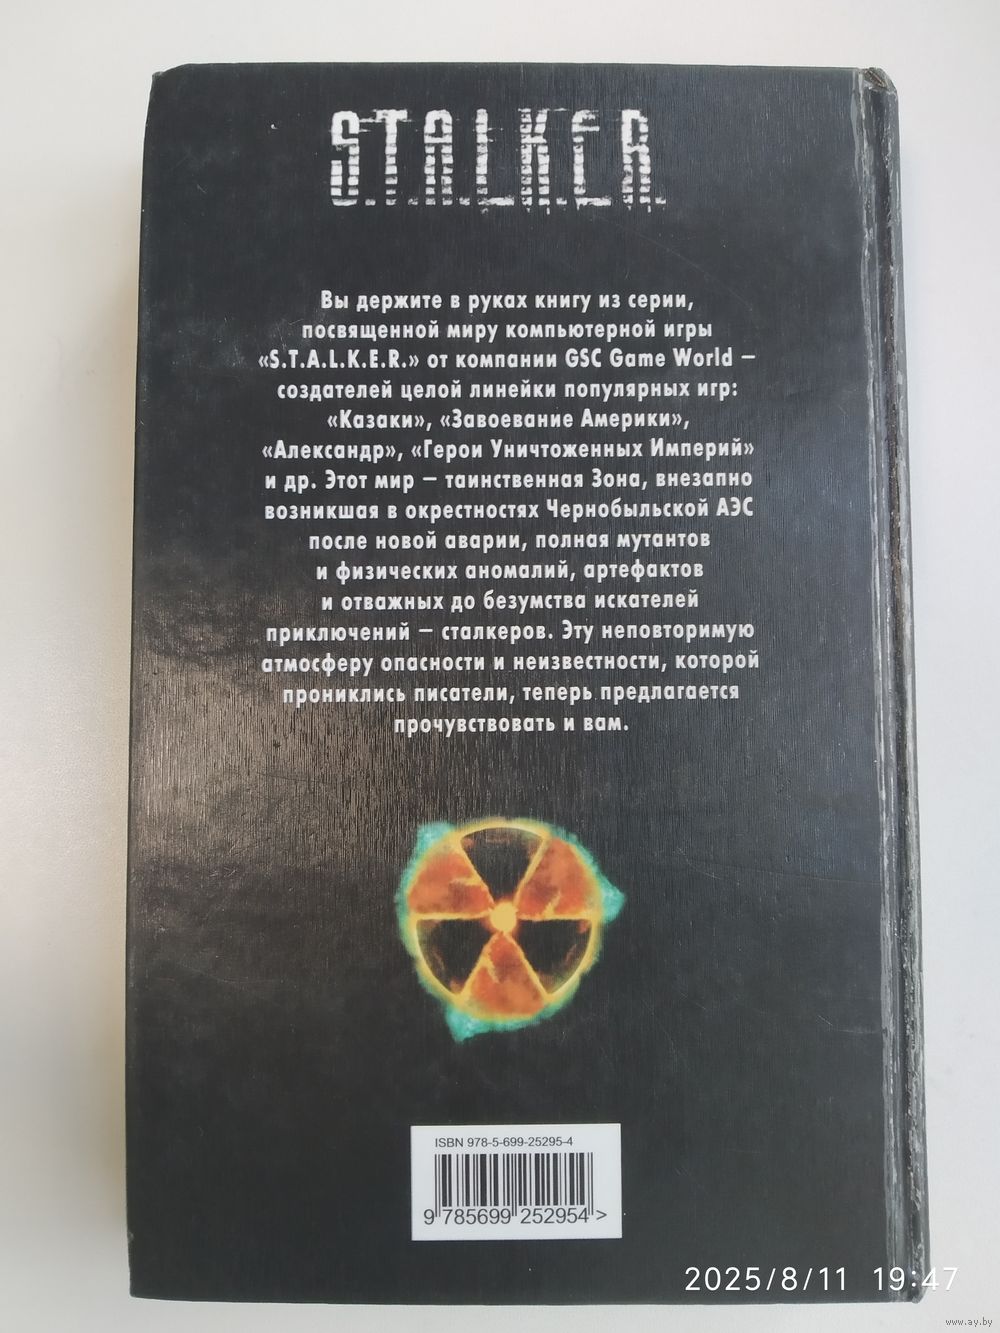 S.T.A.L.K.E.R.
Вы держите в руках книгу из серии,
посвященной миру компьютерной игры
«S.T.A.L.K.E.R.» от компании GSC Game World –
создателей целой линейки популярных игр:
«Казаки», «Завоевание Америки»,
«Александр», «Герои Уничтоженных Империй»
и др. Этот мир – таинственная Зона, внезапно
возникшая в окрестностях Чернобыльской АЭС
после новой аварии, полная мутантов
и физических аномалий, артефактов
и отважных до безумства искателей
приключений – сталкеров. Эту неповторимую
атмосферу опасности и неизвестности, которой
прониклись писатели, теперь предлагается
прочувствовать и вам.
ISBN 978-5-699-25295-4
9 785699 252954 >
2025/8/11 19:47
www.ay.by